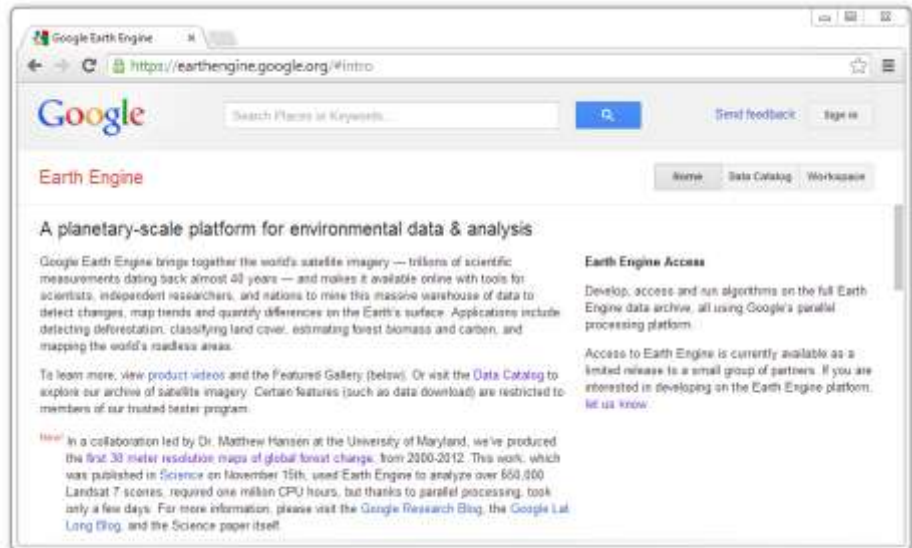 Google Earth Engine
https://earthengine.google.org/#intro
Google
Search Places or Keywords...
Send feedback
Sign in
Earth Engine
Home
Data Catalog
Workspace
A planetary-scale platform for environmental data & analysis
Google Earth Engine brings together the world's satellite imagery — trillions of scientific
measurements dating back almost 40 years — and makes it available online with tools for
scientists, independent researchers, and nations to mine this massive warehouse of data to
detect changes, map trends and quantify differences on the Earth's surface. Applications include
detecting deforestation, classifying land cover, estimating forest biomass and carbon, and
mapping the world's roadless areas.
To learn more, view product videos and the Featured Gallery (below). Or visit the Data Catalog to
explore our archive of satellite imagery. Certain features (such as data download) are restricted to
members of our trusted tester program.
New! In a collaboration led by Dr. Matthew Hansen at the University of Maryland, we've produced
the first 30 meter resolution maps of global forest change, from 2000-2012. This work, which
was published in Science on November 15th, used Earth Engine to analyze over 650,000
Landsat 7 scenes, required one million CPU hours, but thanks to parallel processing, took
only a few days. For more information, please visit the Google Research Blog, the Google Lat
Long Blog, and the Science paper itself.
Earth Engine Access
Develop, access and run algorithms on the full Earth
Engine data archive, all using Google's parallel
processing platform.
Access to Earth Engine is currently available as a
limited release to a small group of partners. If you are
interested in developing on the Earth Engine platform,
let us know.